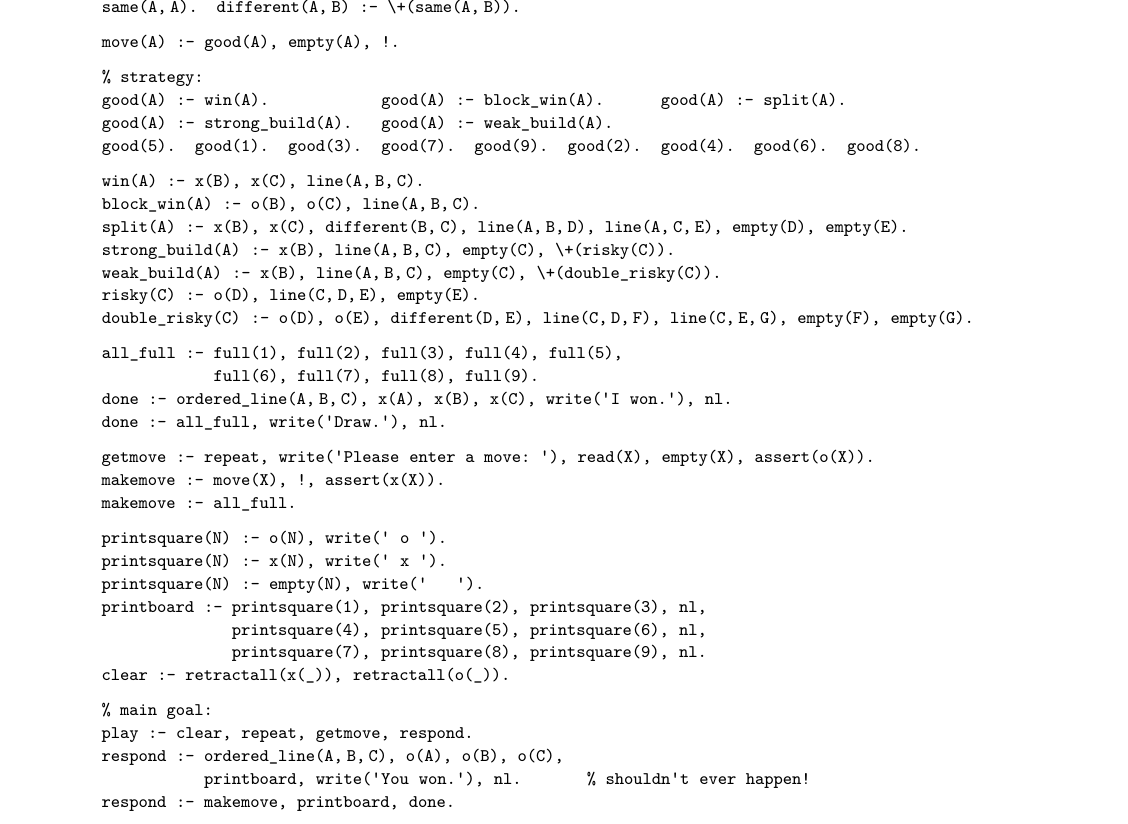 same(A,A).  different(A,B) :- \+(same(A,B)).
move(A) :- good(A), empty(A), !.
% strategy:
good(A) :- win(A).            good(A) :- block_win(A).      good(A) :- split(A).
good(A) :- strong_build(A).   good(A) :- weak_build(A).
good(5).  good(1).  good(3).  good(7).  good(9).  good(2).  good(4).  good(6).  good(8).
win(A) :- x(B), x(C), line(A,B,C).
block_win(A) :- o(B), o(C), line(A,B,C).
split(A) :- x(B), x(C), different(B,C), line(A,B,D), line(A,C,E), empty(D), empty(E).
strong_build(A) :- x(B), line(A,B,C), empty(C), \+(risky(C)).
weak_build(A) :- x(B), line(A,B,C), empty(C), \+(double_risky(C)).
risky(C) :- o(D), line(C,D,E), empty(E).
double_risky(C) :- o(D), o(E), different(D,E), line(C,D,F), line(C,E,G), empty(F), empty(G).
all_full :- full(1), full(2), full(3), full(4), full(5),
            full(6), full(7), full(8), full(9).
done :- ordered_line(A,B,C), x(A), x(B), x(C), write('I won.'), nl.
done :- all_full, write('Draw.'), nl.
getmove :- repeat, write('Please enter a move: '), read(X), empty(X), assert(o(X)).
makemove :- move(X), !, assert(x(X)).
makemove :- all_full.
printsquare(N) :- o(N), write(' o ').
printsquare(N) :- x(N), write(' x ').
printsquare(N) :- empty(N), write('   ').
printboard :- printsquare(1), printsquare(2), printsquare(3), nl,
              printsquare(4), printsquare(5), printsquare(6), nl,
              printsquare(7), printsquare(8), printsquare(9), nl.
clear :- retractall(x(_)), retractall(o(_)).
% main goal:
play :- clear, repeat, getmove, respond.
respond :- ordered_line(A,B,C), o(A), o(B), o(C),
           printboard, write('You won.'), nl.       % shouldn't ever happen!
respond :- makemove, printboard, done.